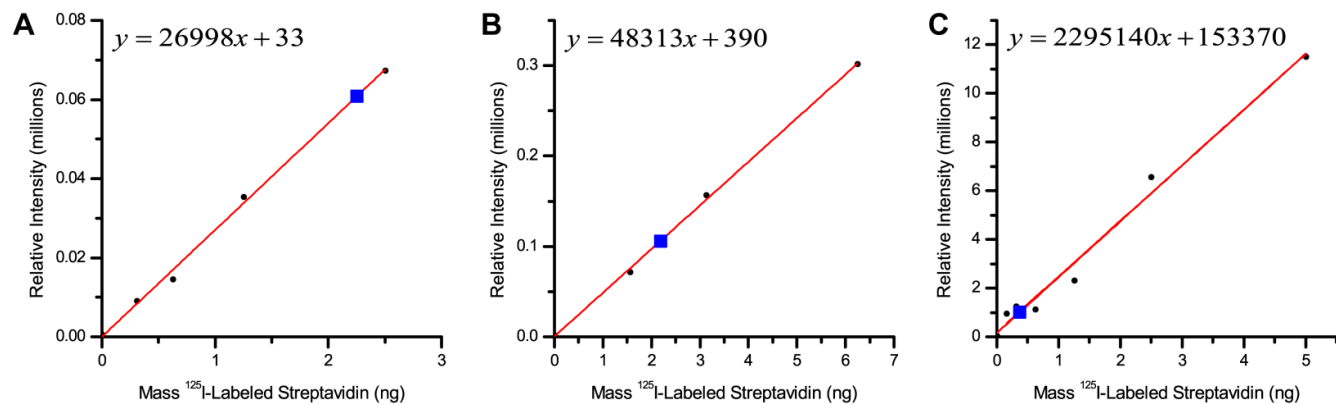 A
y = 26998x + 33
0.08
0.06
0.04
0.02
0.00
0
1
2
3
Relative Intensity (millions)
Mass ¹²⁵I-Labeled Streptavidin (ng)
B
y = 48313x + 390
0.3
0.2
0.1
0.0
0
1
2
3
4
5
6
7
Relative Intensity (millions)
Mass ¹²⁵I-Labeled Streptavidin (ng)
C
y = 2295140x + 153370
12
10
8
6
4
2
1
0
0
1
2
3
4
5
Relative Intensity (millions)
Mass ¹²⁵I-Labeled Streptavidin (ng)